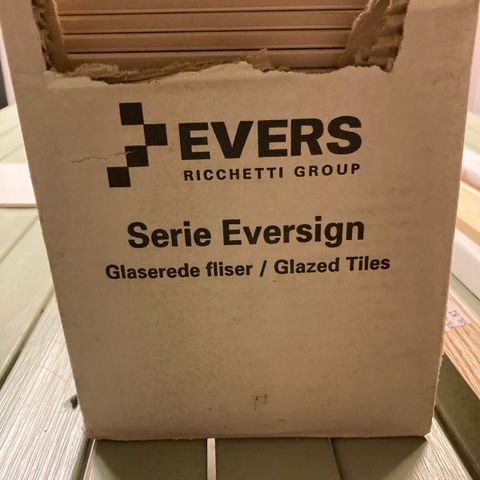 EVERS
RICCHETTI GROUP
Serie Eversign
Glaserede fliser / Glazed Tiles